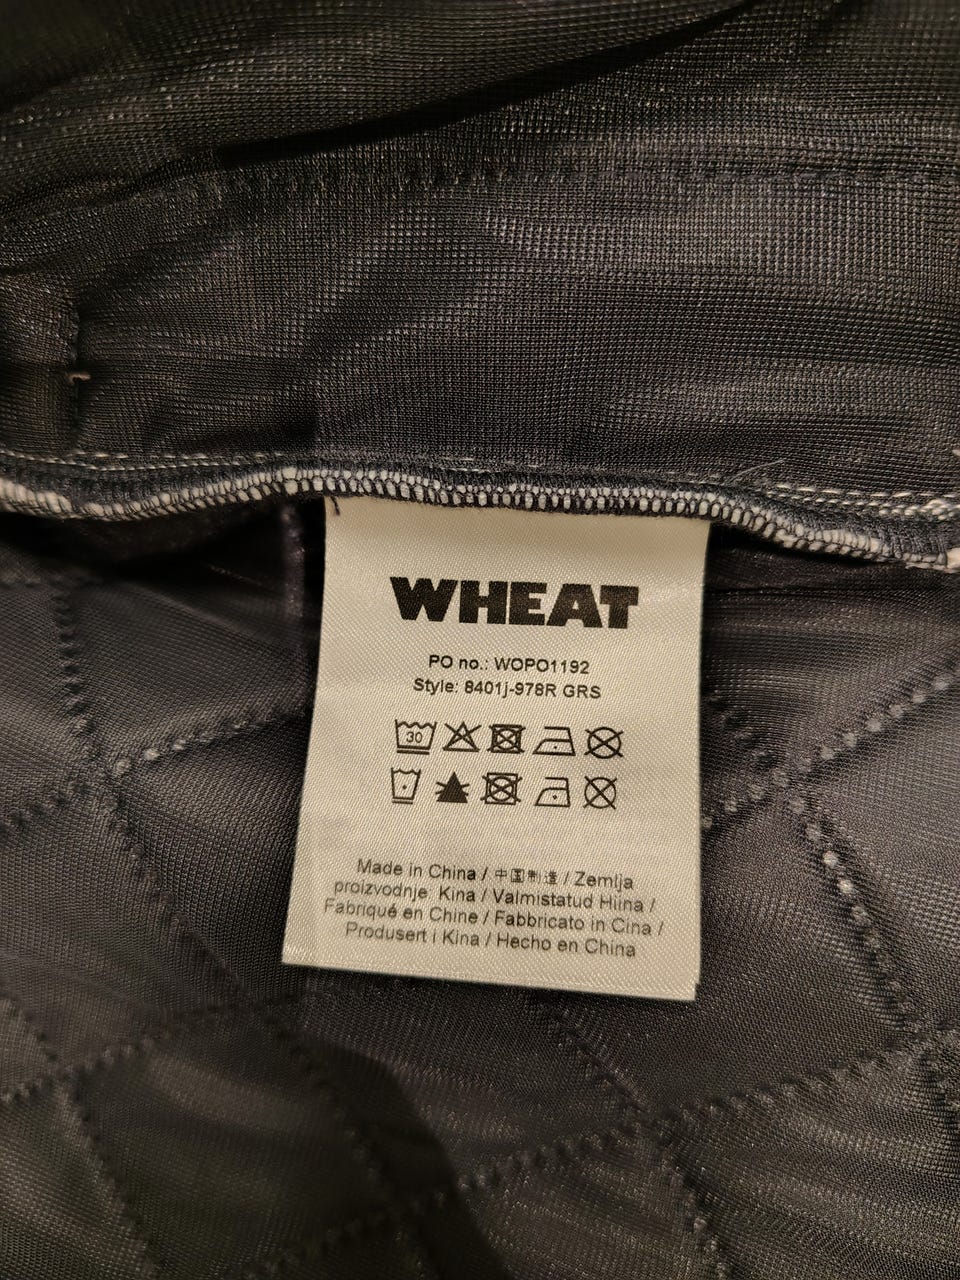 WHEAT
PO no.: WOPO1192
Style: 8401j-978R GRS
30
Made in China / 中国制造 / Zemlja
proizvodnje Kina / Valmistatud Hiina /
Fabriqué en Chine / Fabbricato in Cina /
Produsert i Kina / Hecho en China